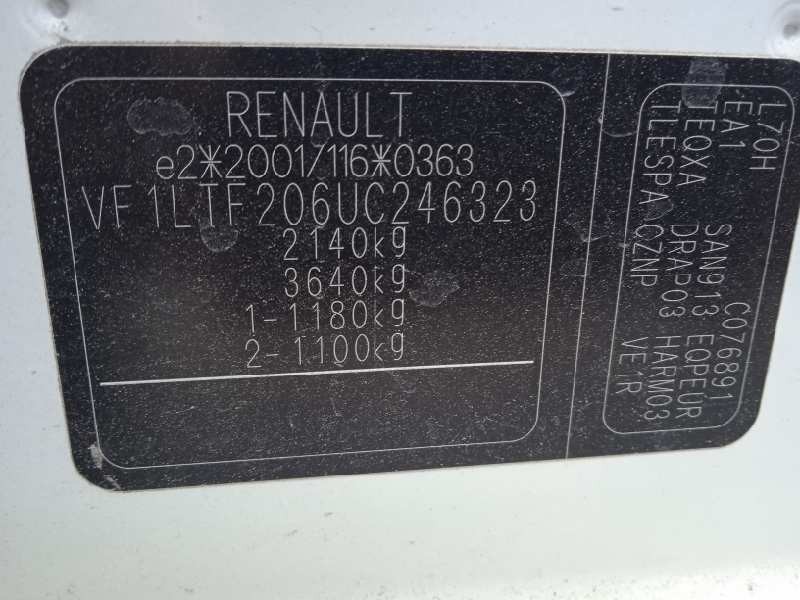 RENAULT
e2*2001/116*0363
VF1LTF206UC246323
2140kg
3640kg
1-1180kg
2-1100kg
L70H C076891
EA1 SAN913 EQPEUR
TEQXA DRAP03 HARM03
TLESPA CZNP VE1R